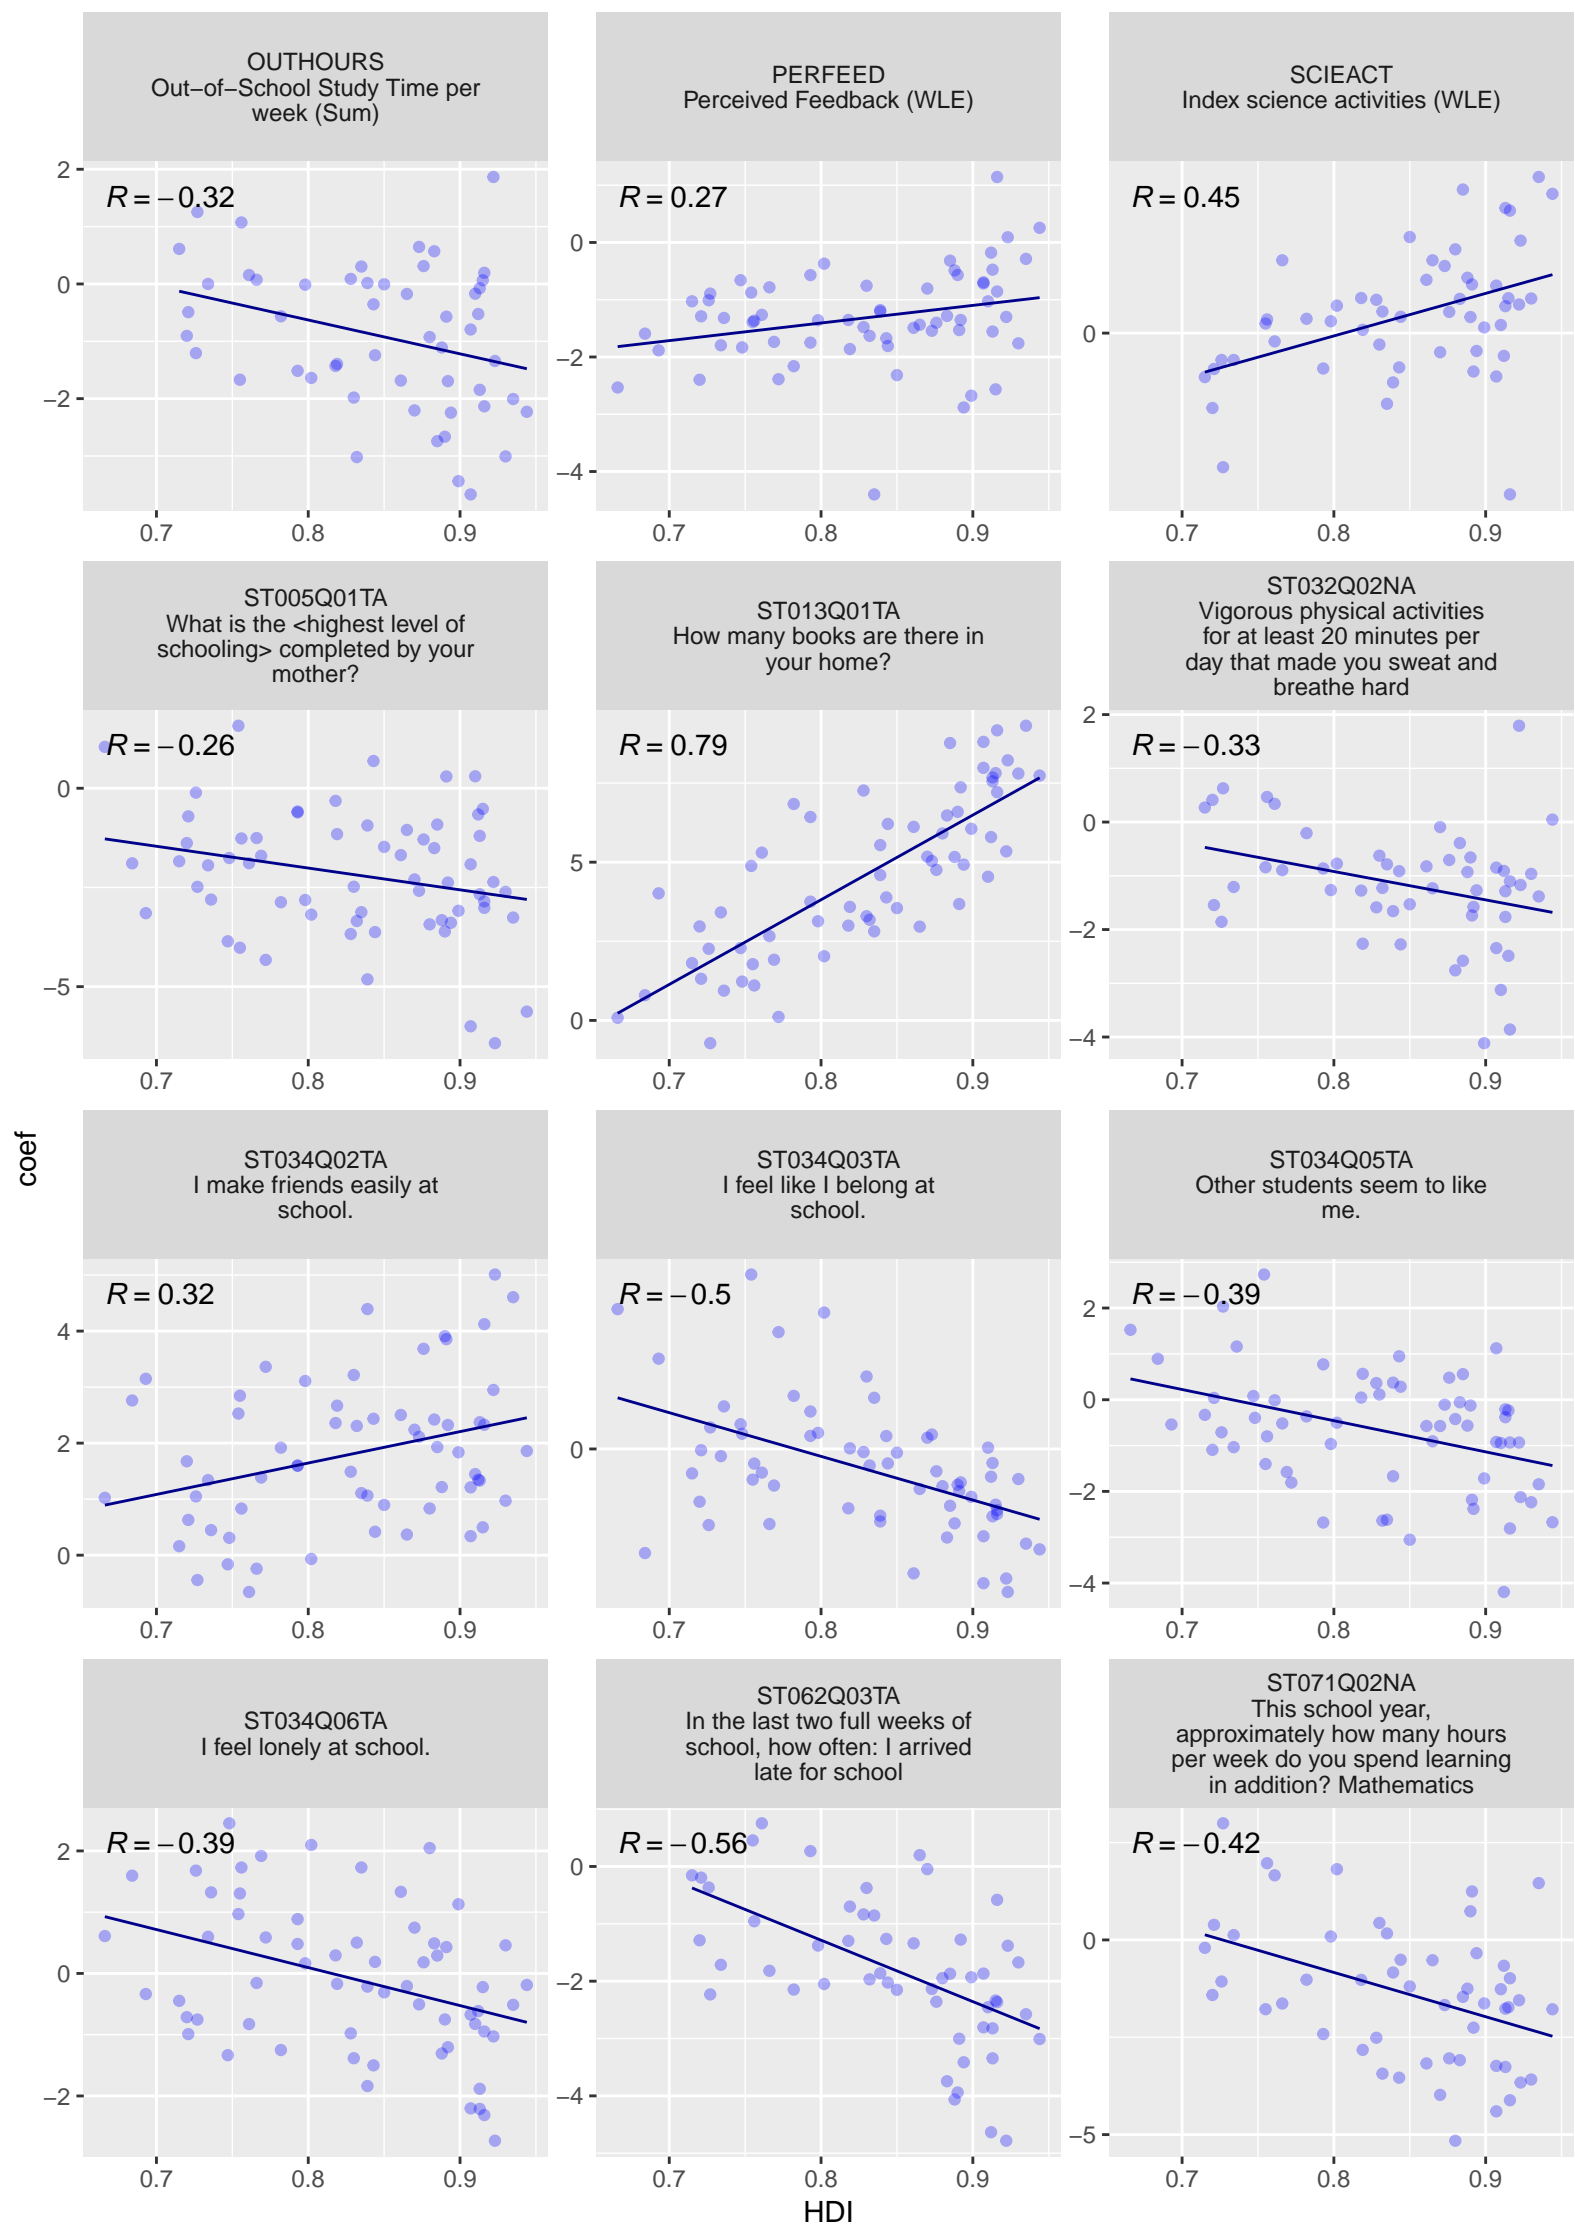 OUTHOURS
Out−of−School Study Time per
week (Sum)
PERFEED
Perceived Feedback (WLE)
SCIEACT
Index science activities (WLE)
R = −0.32
R = 0.27
R = 0.45
2
0
−2
0
−2
−4
0
0.7 0.8 0.9
0.7 0.8 0.9
0.7 0.8 0.9
ST005Q01TA
What is the <highest level of
schooling> completed by your
mother?
ST013Q01TA
How many books are there in
your home?
ST032Q02NA
Vigorous physical activities
for at least 20 minutes per
day that made you sweat and
breathe hard
R = −0.26
R = 0.79
R = −0.33
0
−5
5
0
2
0
−2
−4
0.7 0.8 0.9
0.7 0.8 0.9
0.7 0.8 0.9
coef
ST034Q02TA
I make friends easily at
school.
ST034Q03TA
I feel like I belong at
school.
ST034Q05TA
Other students seem to like
me.
R = 0.32
R = −0.5
R = −0.39
4
2
0
0
2
0
−2
−4
0.7 0.8 0.9
0.7 0.8 0.9
0.7 0.8 0.9
ST034Q06TA
I feel lonely at school.
ST062Q03TA
In the last two full weeks of
school, how often: I arrived
late for school
ST071Q02NA
This school year,
approximately how many hours
per week do you spend learning
in addition? Mathematics
R = −0.39
R = −0.56
R = −0.42
2
0
−2
0
−2
−4
0
−5
0.7 0.8 0.9
0.7 0.8 0.9
0.7 0.8 0.9
HDI